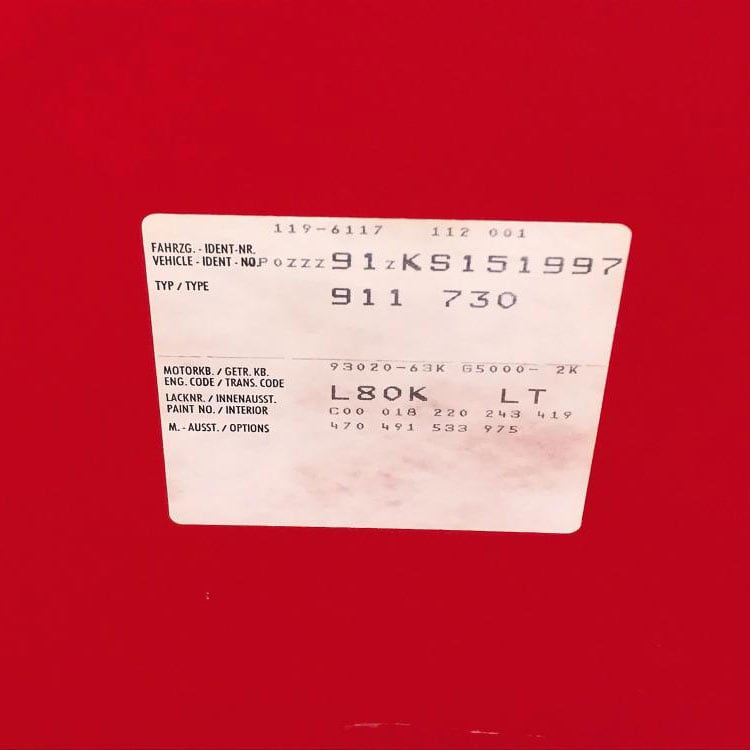 119-6117 112 001
FAHRZG. - IDENT-NR.
VEHICLE - IDENT - NO. POZZZ91ZKS151997
TYP / TYPE 911 730
MOTORKB. / GETR. KB. 93020-63K G5000- 2K
ENG. CODE / TRANS. CODE
LACKNR. / INNENAUSST. L80K LT
PAINT NO. / INTERIOR C00 018 220 243 419
M. - AUSST. / OPTIONS 470 491 533 975